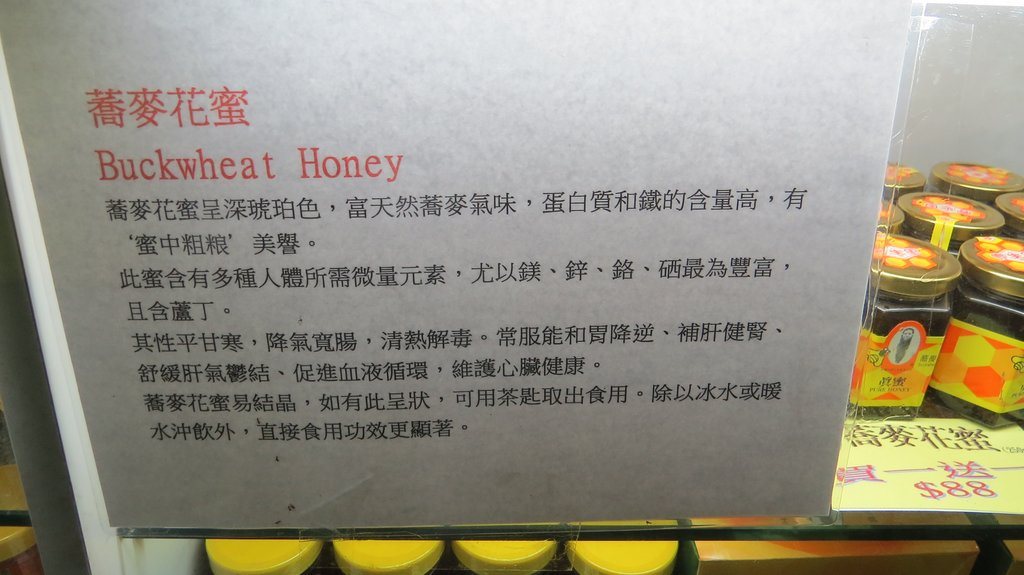 蕎麥花蜜
Buckwheat Honey
蕎麥花蜜呈深琥珀色，富天然蕎麥氣味，蛋白質和鐵的含量高，有
‘蜜中粗粮’美譽。
此蜜含有多種人體所需微量元素，尤以鎂、鋅、鉻、硒最為豐富，
且含蘆丁。
其性平甘寒，降氣寬腸，清熱解毒。常服能和胃降逆、補肝健腎、
舒緩肝氣鬱結、促進血液循環，維護心臟健康。
蕎麥花蜜易結晶，如有此呈狀，可用茶匙取出食用。除以冰水或暖
水沖飲外，直接食用功效更顯著。
眞蜜
PURE HONEY
蕎麥花蜜
買一送一
$88